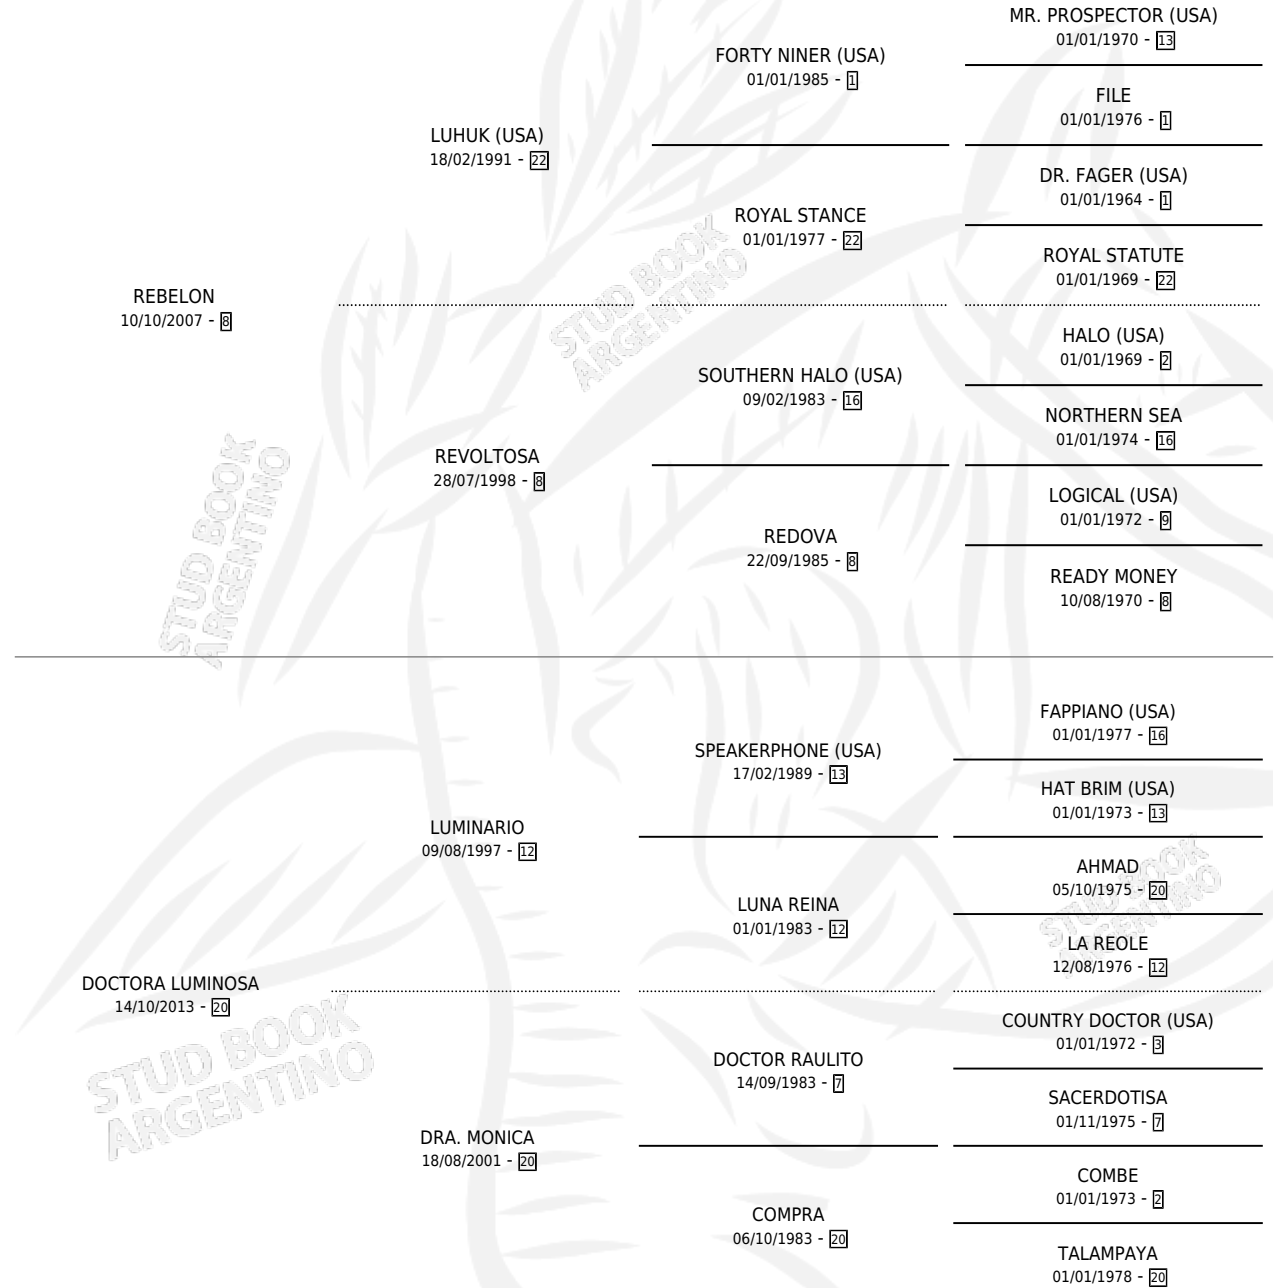 MR. PROSPECTOR (USA)
01/01/1970 - 13
FORTY NINER (USA)
01/01/1985 - 1
FILE
01/01/1976 - 1
LUHUK (USA)
18/02/1991 - 22
DR. FAGER (USA)
01/01/1964 - 1
ROYAL STANCE
01/01/1977 - 22
ROYAL STATUTE
01/01/1969 - 22
REBELON
10/10/2007 - 8
HALO (USA)
01/01/1969 - 2
SOUTHERN HALO (USA)
09/02/1983 - 16
NORTHERN SEA
01/01/1974 - 16
REVOLTOSA
28/07/1998 - 8
LOGICAL (USA)
01/01/1972 - 9
REDOVA
22/09/1985 - 8
READY MONEY
10/08/1970 - 8
STUD BOOK
ARGENTINO
STUD BOOK
ARGENTINO
FAPPIANO (USA)
01/01/1977 - 16
SPEAKERPHONE (USA)
17/02/1989 - 13
HAT BRIM (USA)
01/01/1973 - 13
LUMINARIO
09/08/1997 - 12
AHMAD
05/10/1975 - 20
LUNA REINA
01/01/1983 - 12
LA REOLE
12/08/1976 - 12
STUD BOOK
ARGENTINO
DOCTORA LUMINOSA
14/10/2013 - 20
COUNTRY DOCTOR (USA)
01/01/1972 - 3
DOCTOR RAULITO
14/09/1983 - 7
SACERDOTISA
01/11/1975 - 7
STUD BOOK
ARGENTINO
DRA. MONICA
18/08/2001 - 20
COMBE
01/01/1973 - 2
COMPRA
06/10/1983 - 20
TALAMPAYA
01/01/1978 - 20